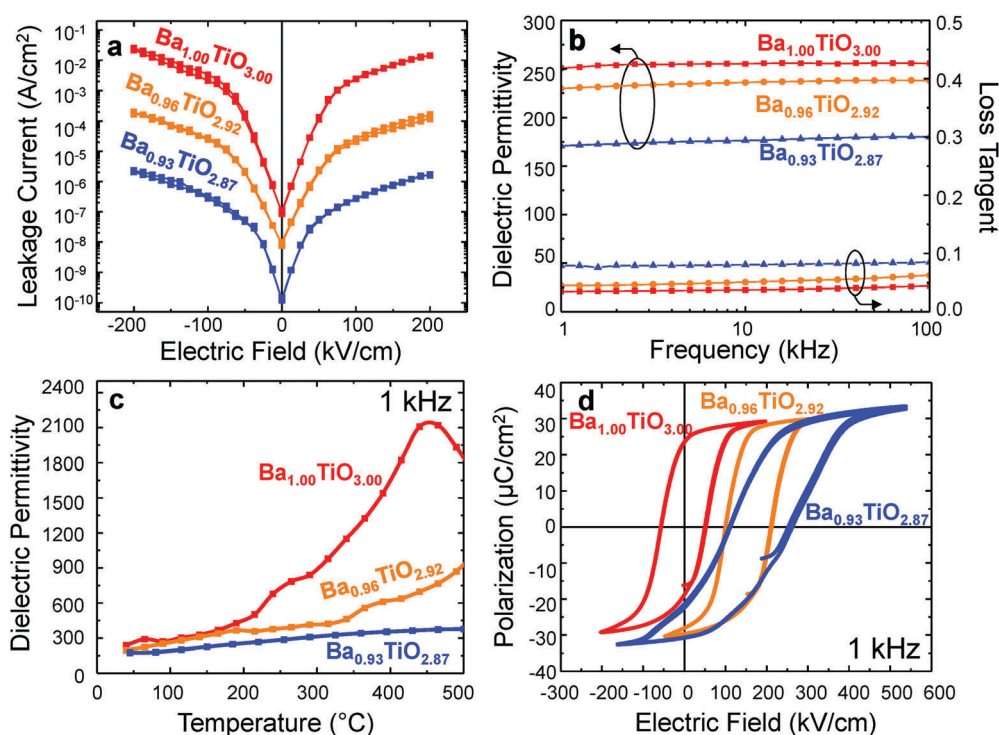 a
Ba1.00TiO3.00
Ba0.96TiO2.92
Ba0.93TiO2.87
Leakage Current (A/cm²)
10⁻¹
10⁻²
10⁻³
10⁻⁴
10⁻⁵
10⁻⁶
10⁻⁷
10⁻⁸
10⁻⁹
10⁻¹⁰
-200 -100 0 100 200
Electric Field (kV/cm)
b
Ba1.00TiO3.00
Ba0.96TiO2.92
Ba0.93TiO2.87
Dielectric Permittivity
300
250
200
150
100
50
0
Loss Tangent
0.5
0.4
0.3
0.2
0.1
0.0
1 10 100
Frequency (kHz)
c
1 kHz
Ba1.00TiO3.00
Ba0.96TiO2.92
Ba0.93TiO2.87
Dielectric Permittivity
2400
2100
1800
1500
1200
900
600
300
0
0 100 200 300 400 500
Temperature (°C)
d
Ba1.00TiO3.00
Ba0.96TiO2.92
Ba0.93TiO2.87
Polarization (µC/cm²)
40
30
20
10
0
-10
-20
-30
-40
1 kHz
-300 -200 -100 0 100 200 300 400 500 600
Electric Field (kV/cm)